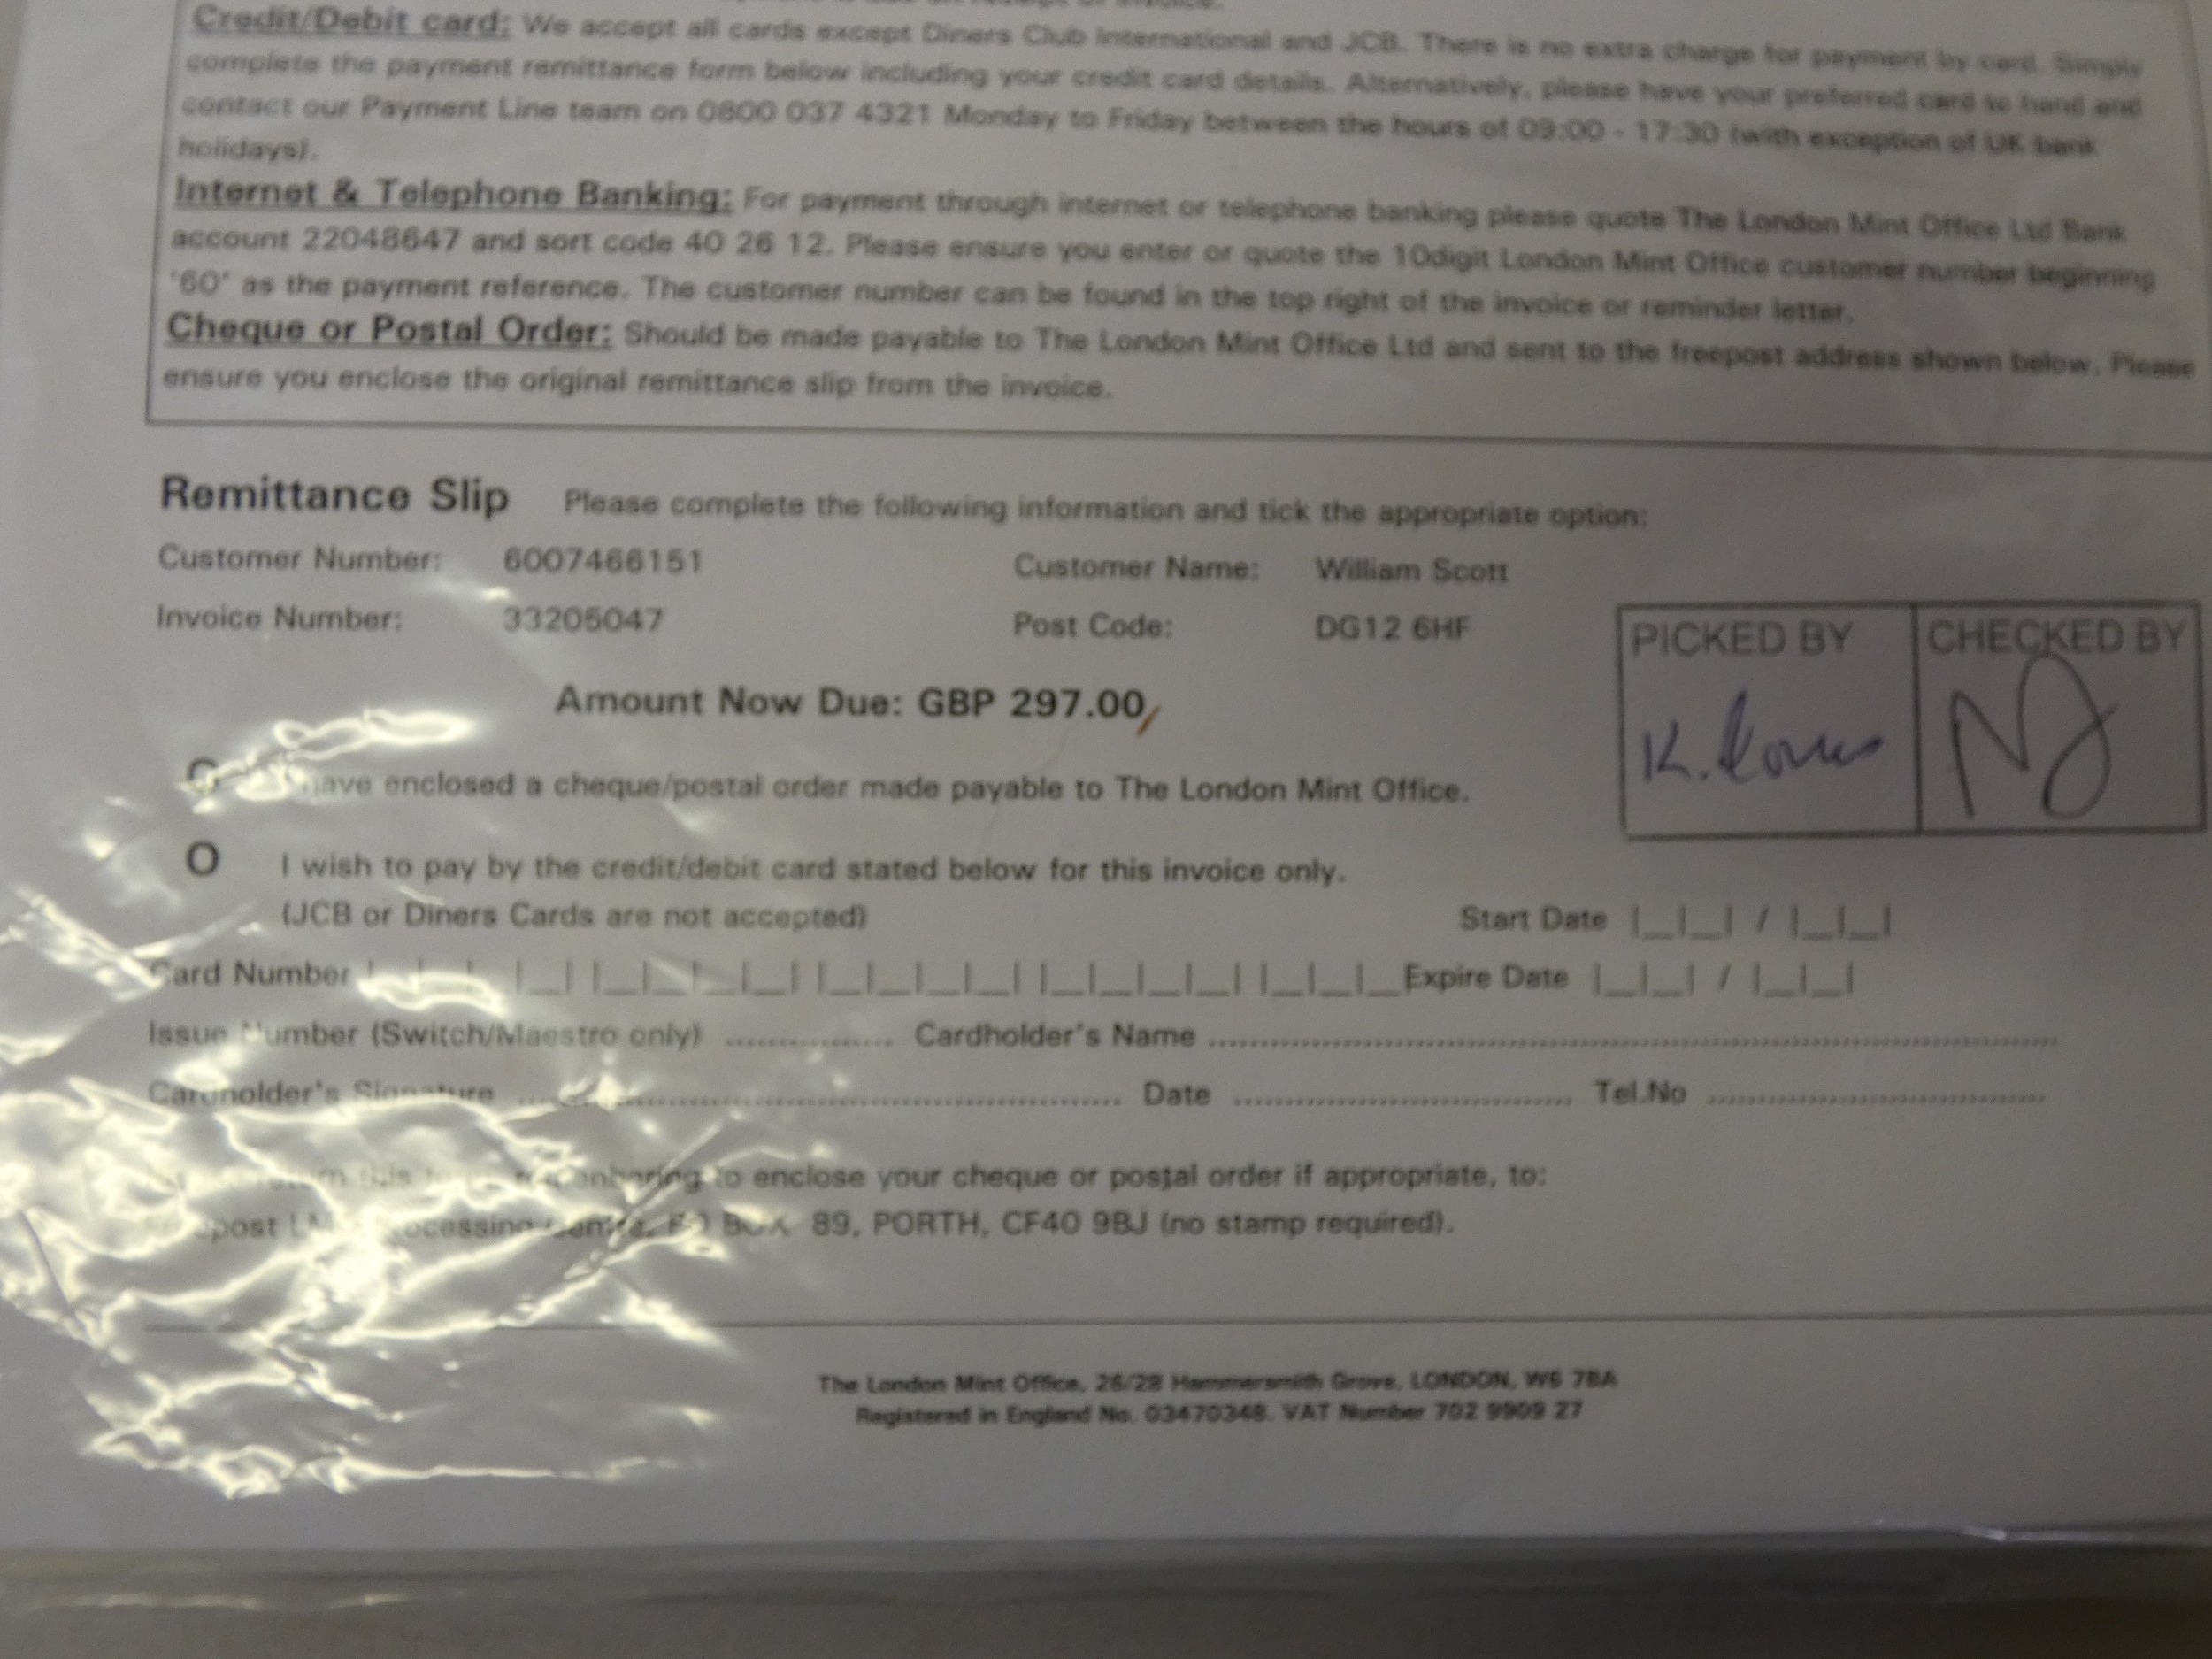 Credit/Debit card: We accept all cards except Diners Club International and JCB. There is no extra charge for payment by card. Simply
complete the payment remittance form below including your credit card details. Alternatively, please have your preferred card to hand and
contact our Payment Line team on 0800 037 4321 Monday to Friday between the hours of 09:00 - 17:30 (with exception of UK bank
holidays).
Internet & Telephone Banking: For payment through internet or telephone banking please quote The London Mint Office Ltd Bank
account 22048647 and sort code 40 26 12. Please ensure you enter or quote the 10digit London Mint Office customer number beginning
'60' as the payment reference. The customer number can be found in the top right of the invoice or reminder letter.
Cheque or Postal Order: Should be made payable to The London Mint Office Ltd and sent to the freepost address shown below. Please
ensure you enclose the original remittance slip from the invoice.
Remittance Slip Please complete the following information and tick the appropriate option:
Customer Number: 6007466151 Customer Name: William Scott
Invoice Number: 33205047 Post Code: DG12 6HF
PICKED BY CHECKED BY
Amount Now Due: GBP 297.00
O have enclosed a cheque/postal order made payable to The London Mint Office.
O I wish to pay by the credit/debit card stated below for this invoice only.
(JCB or Diners Cards are not accepted) Start Date
Card Number Expire Date
Issue Number (Switch/Maestro only) Cardholder's Name
Cardholder's Signature Date Tel.No
this remembering to enclose your cheque or postal order if appropriate, to:
Processing Centre, PO BOX 89, PORTH, CF40 9BJ (no stamp required).
The London Mint Office, 26/28 Hammersmith Grove, LONDON, W6 7BA
Registered in England No. 03470348. VAT Number 702 9909 27